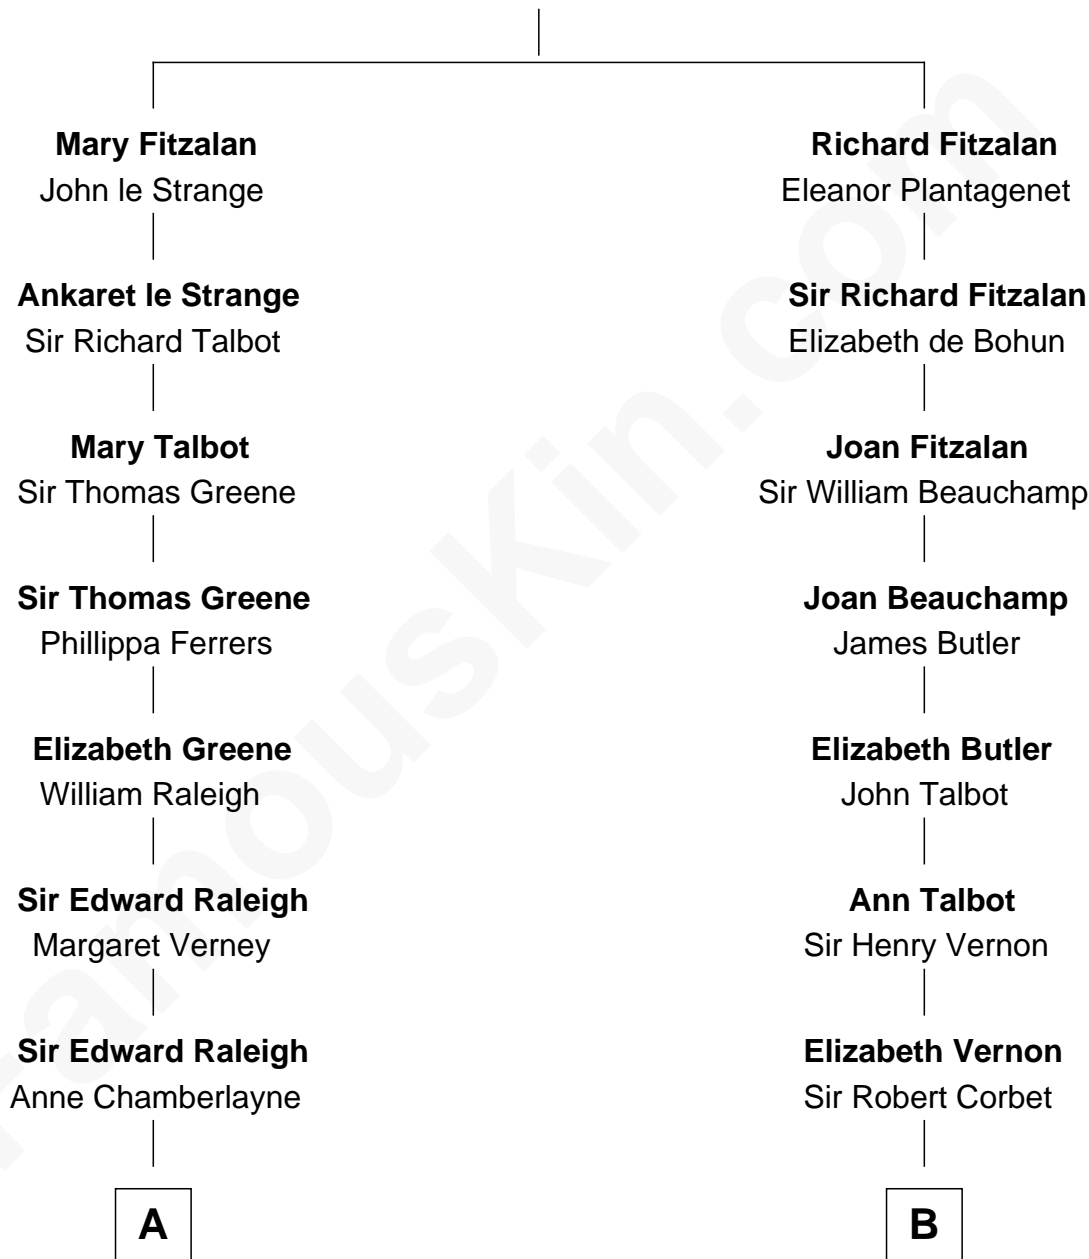 Mary Fitzalan
John le Strange
Richard Fitzalan
Eleanor Plantagenet
Ankaret le Strange
Sir Richard Talbot
Sir Richard Fitzalan
Elizabeth de Bohun
Mary Talbot
Sir Thomas Greene
Joan Fitzalan
Sir William Beauchamp
Sir Thomas Greene
Phillippa Ferrers
Joan Beauchamp
James Butler
Elizabeth Greene
William Raleigh
Elizabeth Butler
John Talbot
Sir Edward Raleigh
Margaret Verney
Ann Talbot
Sir Henry Vernon
Sir Edward Raleigh
Anne Chamberlayne
Elizabeth Vernon
Sir Robert Corbet
A
B
FamousKin.com